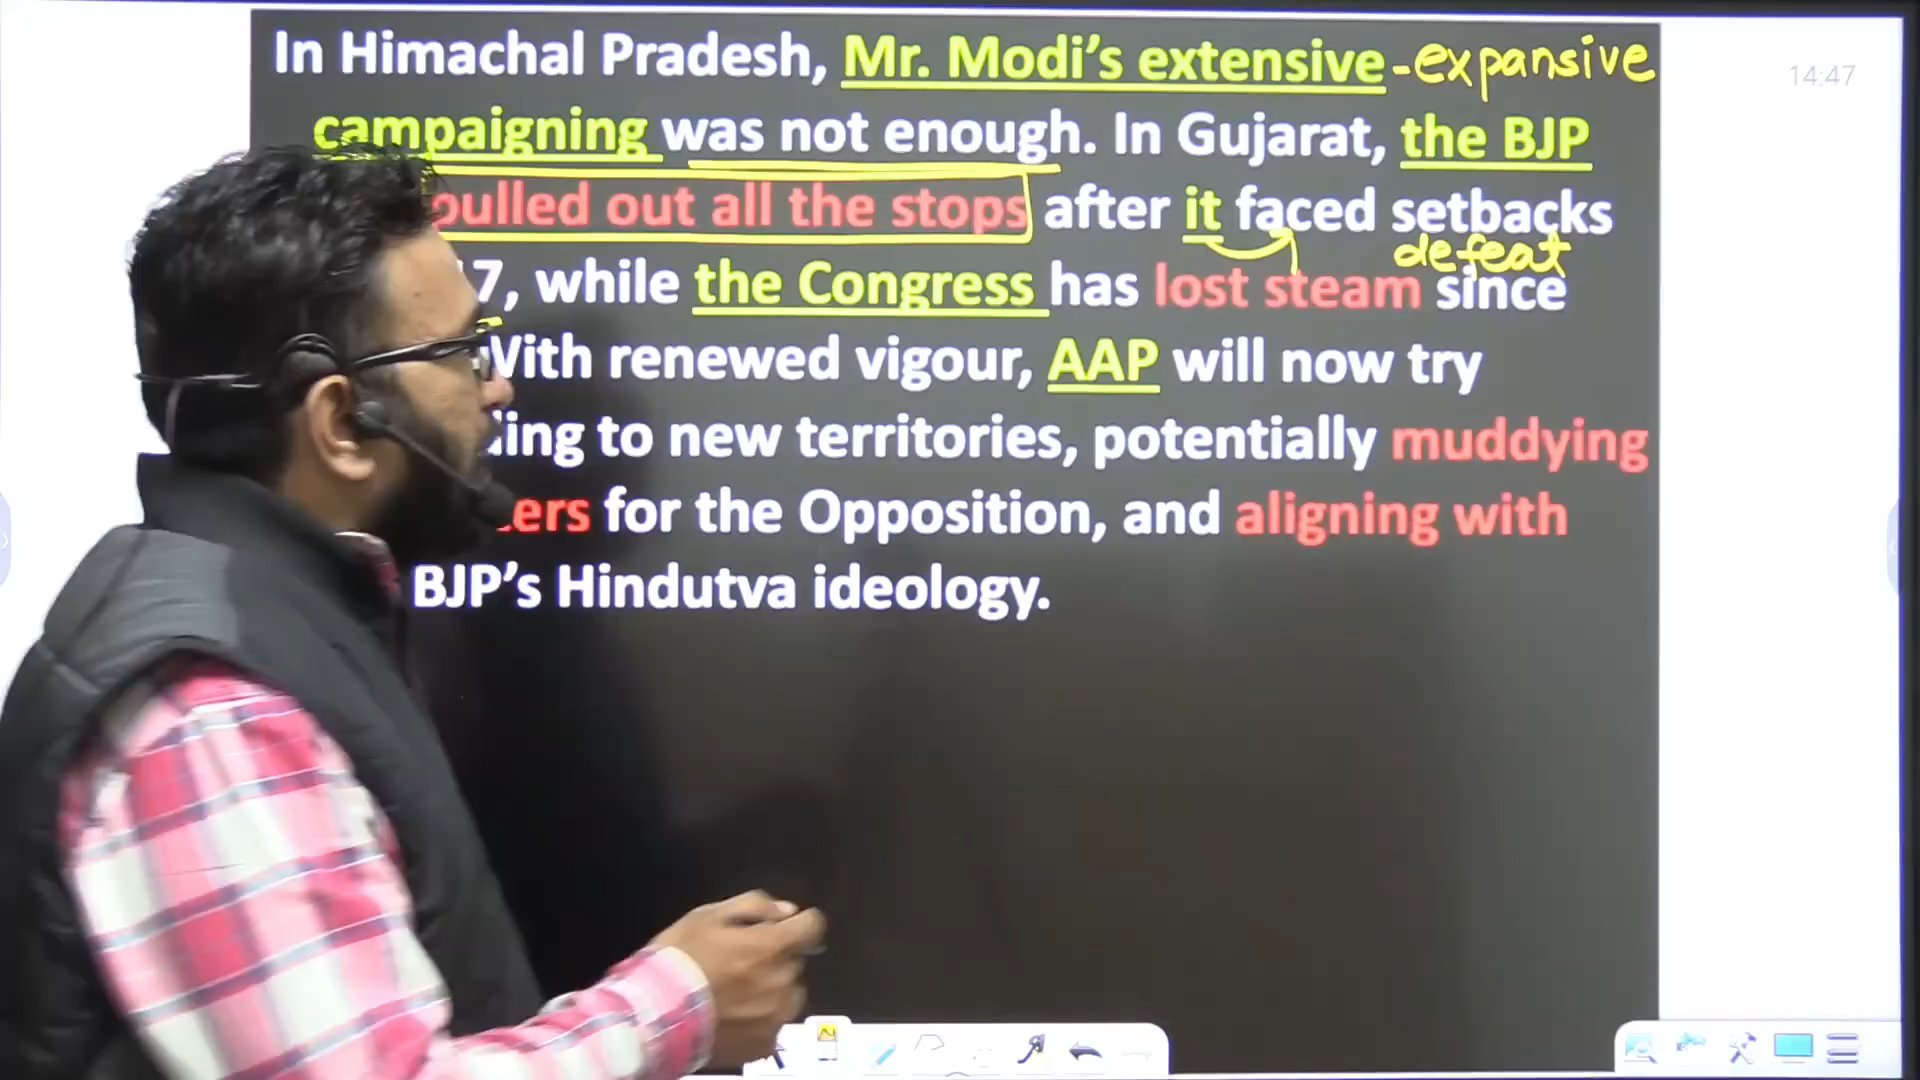 In Himachal Pradesh, Mr. Modi's extensive -expansive
14:47
campaigning was not enough. In Gujarat, the BJP
pulled out all the stops after it faced setbacks
defeat
7, while the Congress has lost steam since
With renewed vigour, AAP will now try
to new territories, potentially muddying
for the Opposition, and aligning with
BJP's Hindutva ideology.